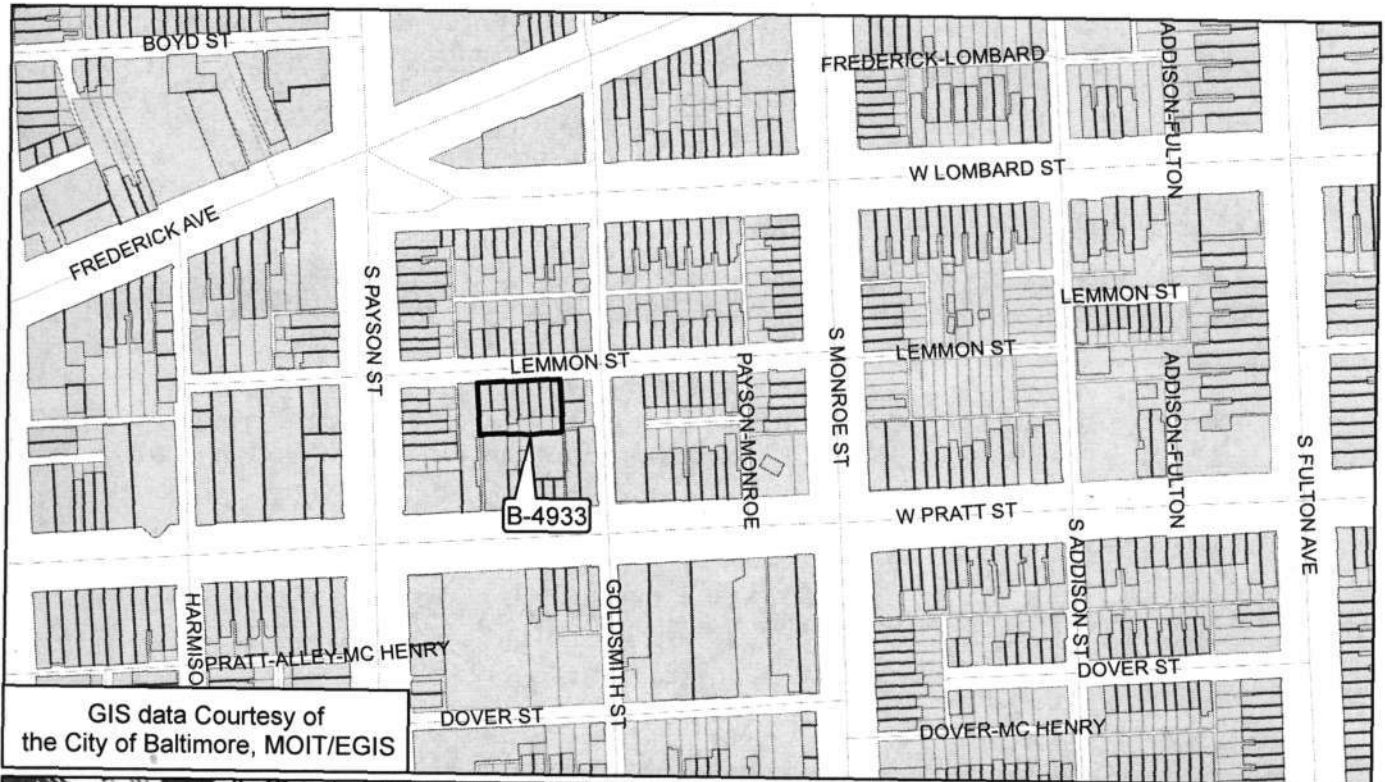 BOYD ST
FREDERICK-LOMBARD
ADDISON-FULTON
W LOMBARD ST
FREDERICK AVE
S PAYSON ST
LEMMON ST
LEMMON ST
LEMMON ST
PAYSON-MONROE
S MONROE ST
ADDISON-FULTON
S FULTON AVE
B-4933
W PRATT ST
S ADDISON ST
HARMISO
GOLDSMITH ST
PRATT-ALLEY-MC HENRY
DOVER ST
DOVER ST
DOVER-MC HENRY
GIS data Courtesy of
the City of Baltimore, MOIT/EGIS